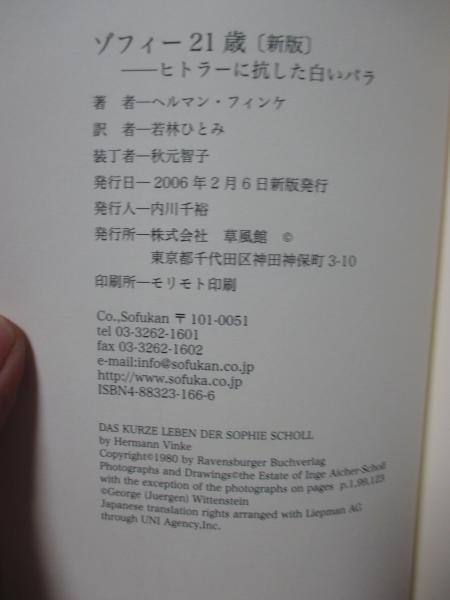 ゾフィー21歳〔新版〕
――ヒトラーに抗した白いバラ
著　者―ヘルマン・フィンケ
訳　者―若林ひとみ
装丁者―秋元智子
発行日―2006年2月6日新版発行
発行人―内川千裕
発行所―株式会社　草風館　©
東京都千代田区神田神保町3-10
印刷所―モリモト印刷
Co.,Sofukan 〒101-0051
tel 03-3262-1601
fax 03-3262-1602
e-mail:info@sofukan.co.jp
http://www.sofuka.co.jp
ISBN4-88323-166-6
DAS KURZE LEBEN DER SOPHIE SCHOLL
by Hermann Vinke
Copyright©1980 by Ravensburger Buchverlag
Photographs and Drawings©the Estate of Inge Aicher-Scholl
with the exception of the photographs on pages p.1,98,123
©George (Juergen) Wittenstein
Japanese translation rights arranged with Liepman AG
through UNI Agency,Inc.